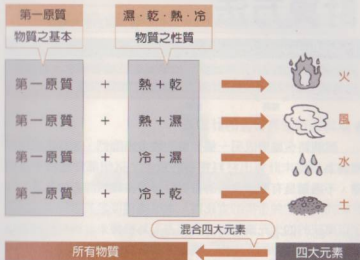 第一原質 濕・乾・熱・冷
物質之基本 物質之性質
第一原質 + 熱+乾 火
第一原質 + 熱+濕 風
第一原質 + 冷+濕 水
第一原質 + 冷+乾 土
混合四大元素
所有物質 四大元素